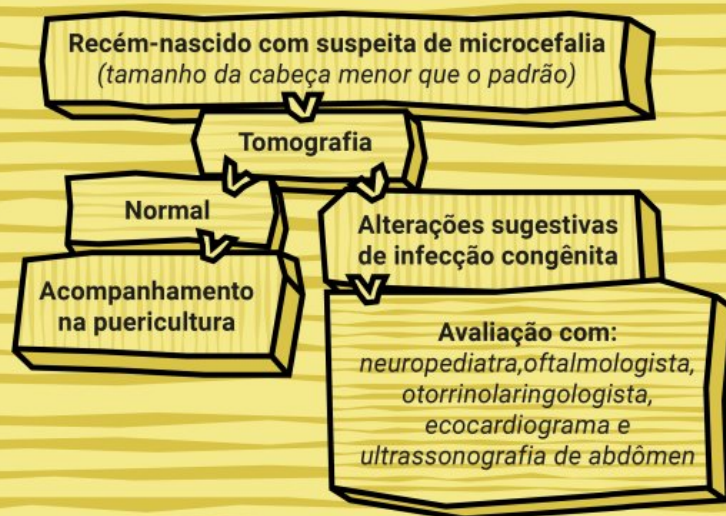 Recém-nascido com suspeita de microcefalia
(tamanho da cabeça menor que o padrão)
Tomografia
Normal
Acompanhamento
na puericultura
Alterações sugestivas
de infecção congênita
Avaliação com:
neuropediatra,oftalmologista,
otorrinolaringologista,
ecocardiograma e
ultrassonografia de abdômen